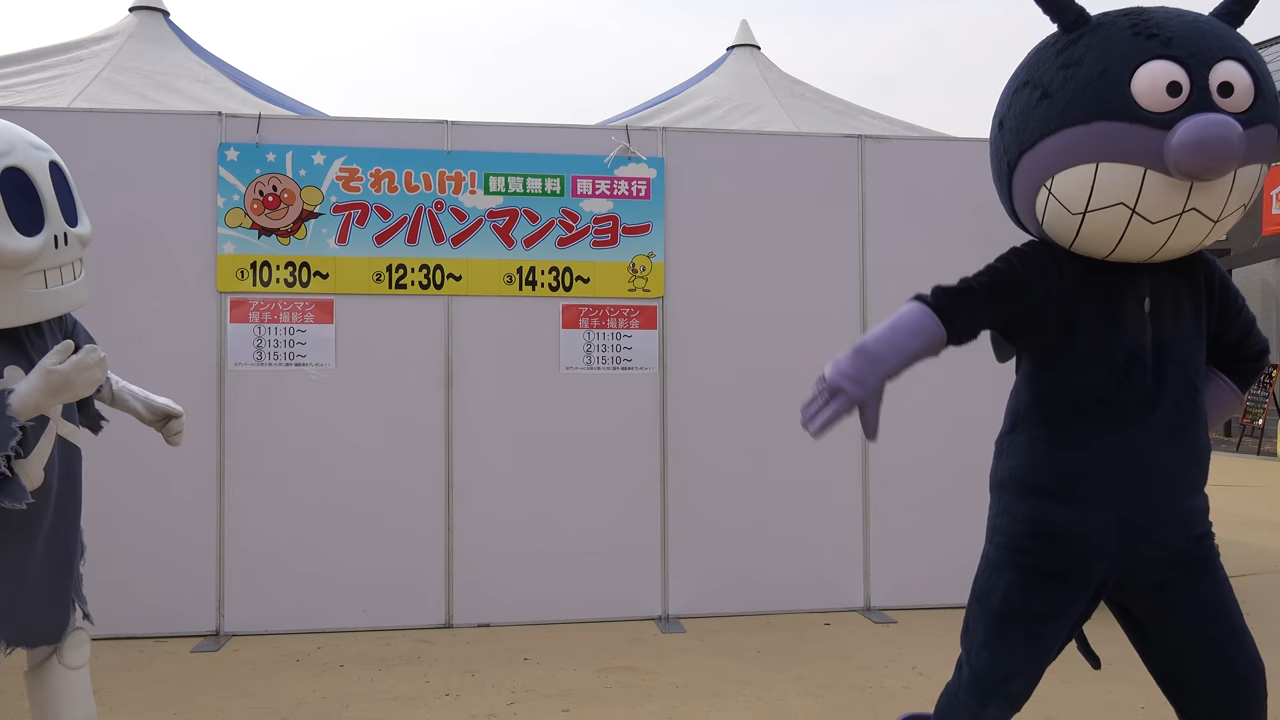 それいけ! 観覧無料 雨天決行
アンパンマンショー
①10:30〜 ②12:30〜 ③14:30〜
アンパンマン
握手・撮影会
①11:10〜
②13:10〜
③15:10〜
アンパンマン
握手・撮影会
①11:10〜
②13:10〜
③15:10〜